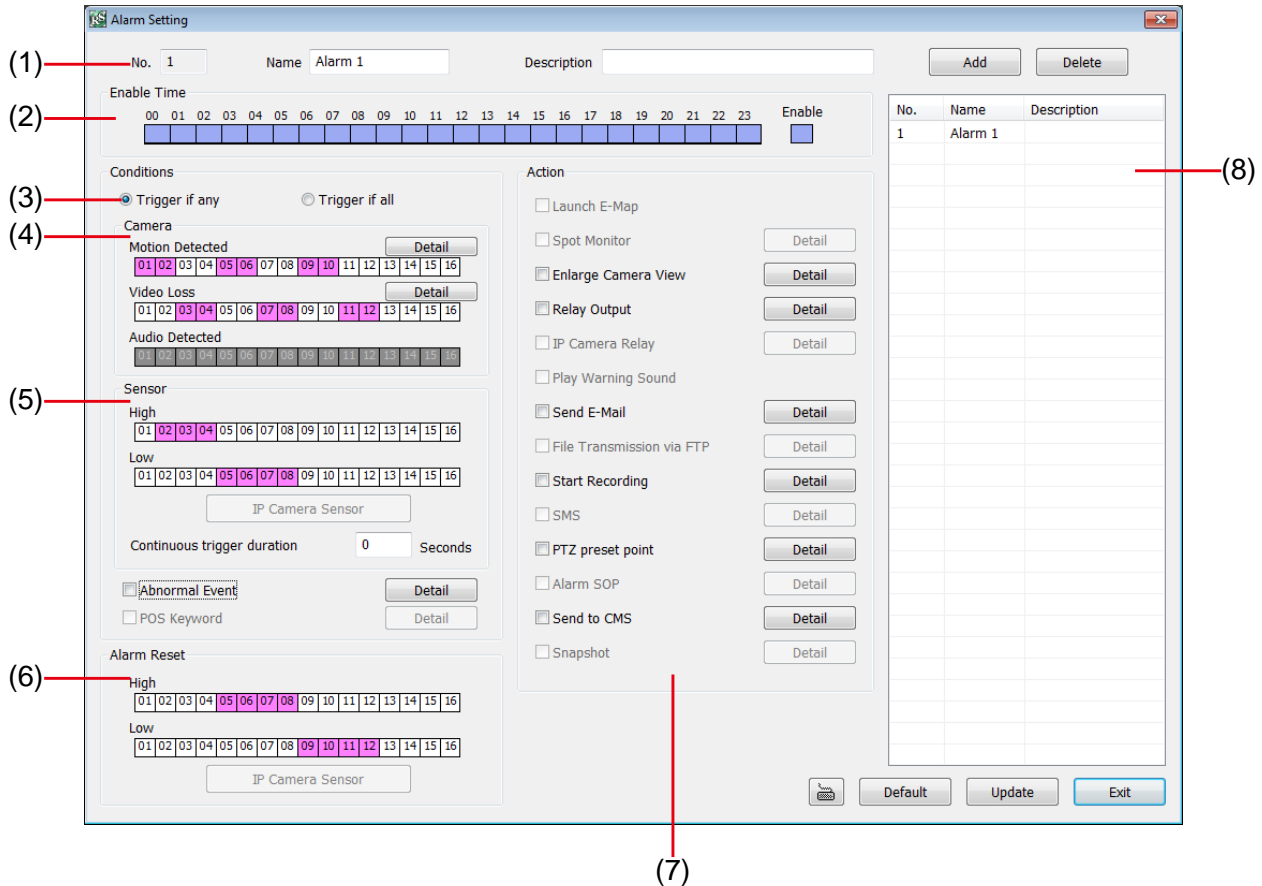 Alarm Setting
(1) No. 1 Name Alarm 1 Description Add Delete
Enable Time
(2) 00 01 02 03 04 05 06 07 08 09 10 11 12 13 14 15 16 17 18 19 20 21 22 23 Enable
No. Name Description
1 Alarm 1
(8)
Conditions
(3) Trigger if any Trigger if all
(4) Camera
Motion Detected Detail
01 02 03 04 05 06 07 08 09 10 11 12 13 14 15 16
Video Loss Detail
01 02 03 04 05 06 07 08 09 10 11 12 13 14 15 16
Audio Detected
01 02 03 04 05 06 07 08 09 10 11 12 13 14 15 16
(5) Sensor
High
01 02 03 04 05 06 07 08 09 10 11 12 13 14 15 16
Low
01 02 03 04 05 06 07 08 09 10 11 12 13 14 15 16
IP Camera Sensor
Continuous trigger duration 0 Seconds
Abnormal Event Detail
POS Keyword Detail
Alarm Reset
(6) High
01 02 03 04 05 06 07 08 09 10 11 12 13 14 15 16
Low
01 02 03 04 05 06 07 08 09 10 11 12 13 14 15 16
IP Camera Sensor
Action
Launch E-Map
Spot Monitor Detail
Enlarge Camera View Detail
Relay Output Detail
IP Camera Relay Detail
Play Warning Sound
Send E-Mail Detail
File Transmission via FTP Detail
Start Recording Detail
SMS Detail
PTZ preset point Detail
Alarm SOP Detail
Send to CMS Detail
Snapshot Detail
(7)
Default Update Exit